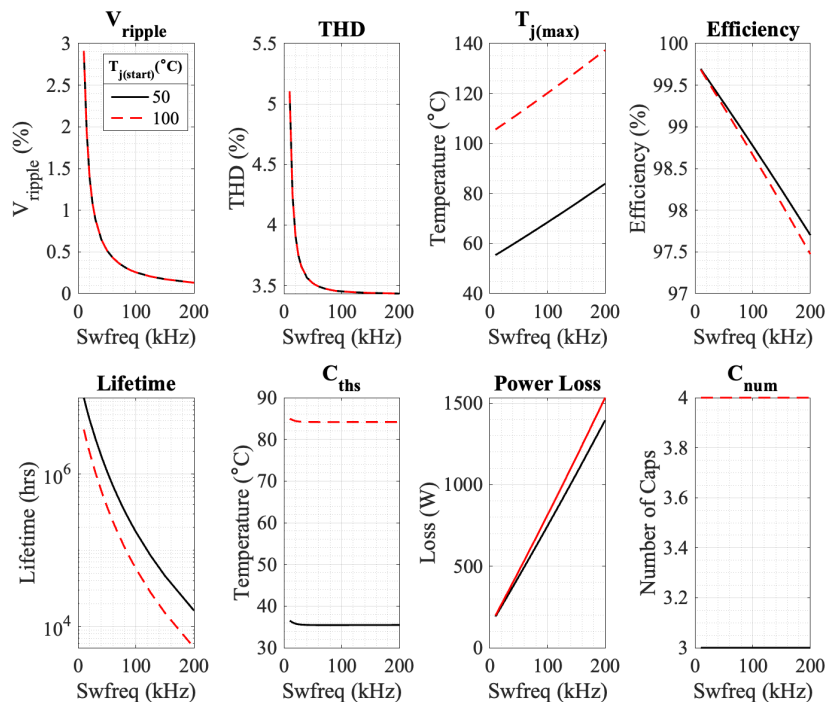 V_ripple
3
2.5
2
1.5
1
0.5
0
V_ripple (%)
T_j(start)(°C)
50
100
0 100 200
Swfreq (kHz)
THD
5.5
5
4.5
4
3.5
THD (%)
0 100 200
Swfreq (kHz)
T_j(max)
140
120
100
80
60
40
Temperature (°C)
0 100 200
Swfreq (kHz)
Efficiency
100
99.5
99
98.5
98
97.5
97
Efficiency (%)
0 100 200
Swfreq (kHz)
Lifetime
10^6
10^4
Lifetime (hrs)
0 100 200
Swfreq (kHz)
C_ths
90
80
70
60
50
40
30
Temperature (°C)
0 100 200
Swfreq (kHz)
Power Loss
1500
1000
500
0
Loss (W)
0 100 200
Swfreq (kHz)
C_num
4
3.8
3.6
3.4
3.2
3
Number of Caps
0 100 200
Swfreq (kHz)